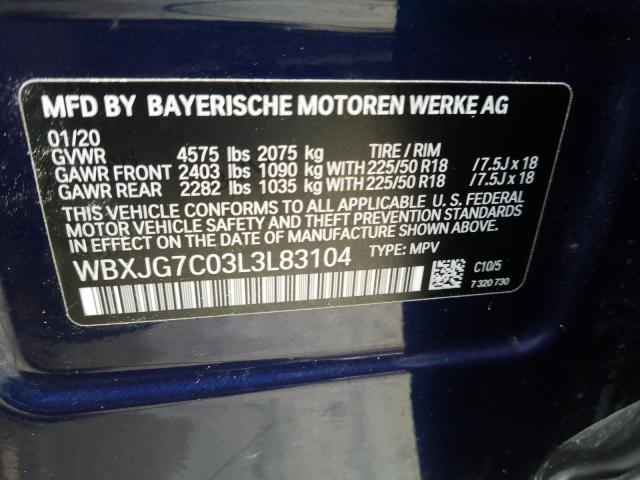 MFD BY BAYERISCHE MOTOREN WERKE AG
01/20
GVWR 4575 lbs 2075 kg TIRE / RIM
GAWR FRONT 2403 lbs 1090 kg WITH 225/50 R18 /7.5J x 18
GAWR REAR 2282 lbs 1035 kg WITH 225/50 R18 /7.5J x 18
THIS VEHICLE CONFORMS TO ALL APPLICABLE U. S. FEDERAL
MOTOR VEHICLE SAFETY AND THEFT PREVENTION STANDARDS
IN EFFECT ON THE DATE OF MANUFACTURE SHOWN ABOVE.
WBXJG7C03L3L83104 TYPE: MPV
C10/5
7 320 730